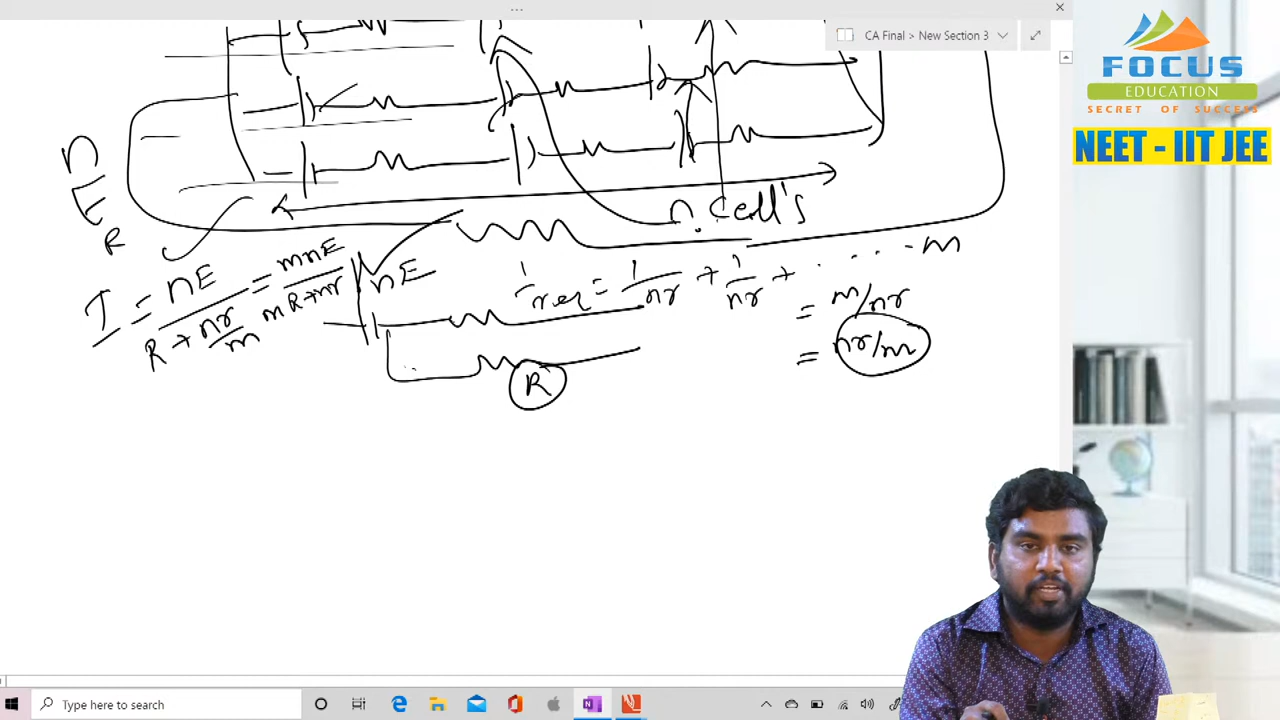 CA Final > New Section 3
FOCUS
EDUCATION
SECRET OF SUCCESS
NEET - IIT JEE
n
E
R
n. Cell's
I = nE / R + nr/m = mnE / mR + nr
nE
1/req = 1/nr + 1/nr + ..... m
= m/nr
= nr/m
R
Type here to search